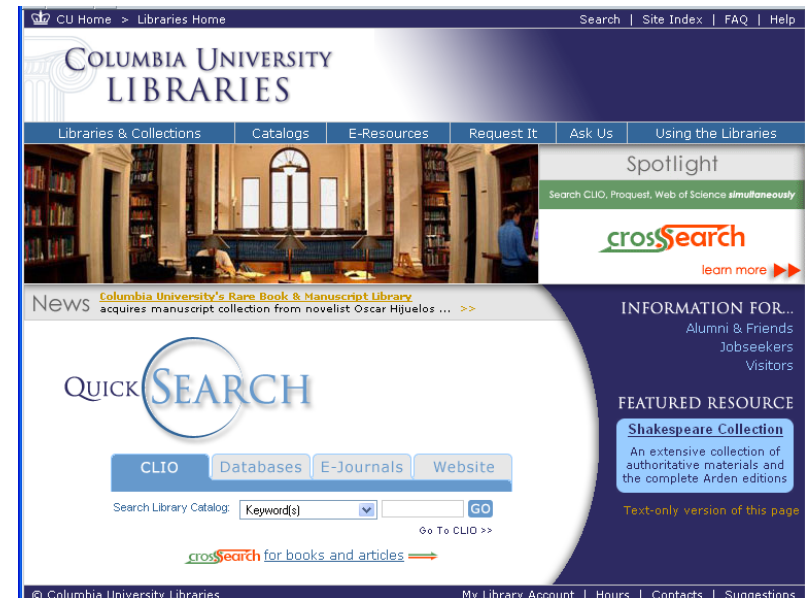 CU Home > Libraries Home
Search | Site Index | FAQ | Help
COLUMBIA UNIVERSITY
LIBRARIES
Libraries & Collections
Catalogs
E-Resources
Request It
Ask Us
Using the Libraries
Spotlight
Search CLIO, Proquest, Web of Science simultaneously
crossSearch
learn more
News
Columbia University's Rare Book & Manuscript Library
acquires manuscript collection from novelist Oscar Hijuelos ... >>
INFORMATION FOR...
Alumni & Friends
Jobseekers
Visitors
QUICK SEARCH
FEATURED RESOURCE
Shakespeare Collection
An extensive collection of
authoritative materials and
the complete Arden editions
Text-only version of this page
CLIO
Databases
E-Journals
Website
Search Library Catalog: Keyword(s) GO
Go To CLIO >>
crossSearch for books and articles
© Columbia University Libraries
My Library Account | Hours | Contacts | Suggestions